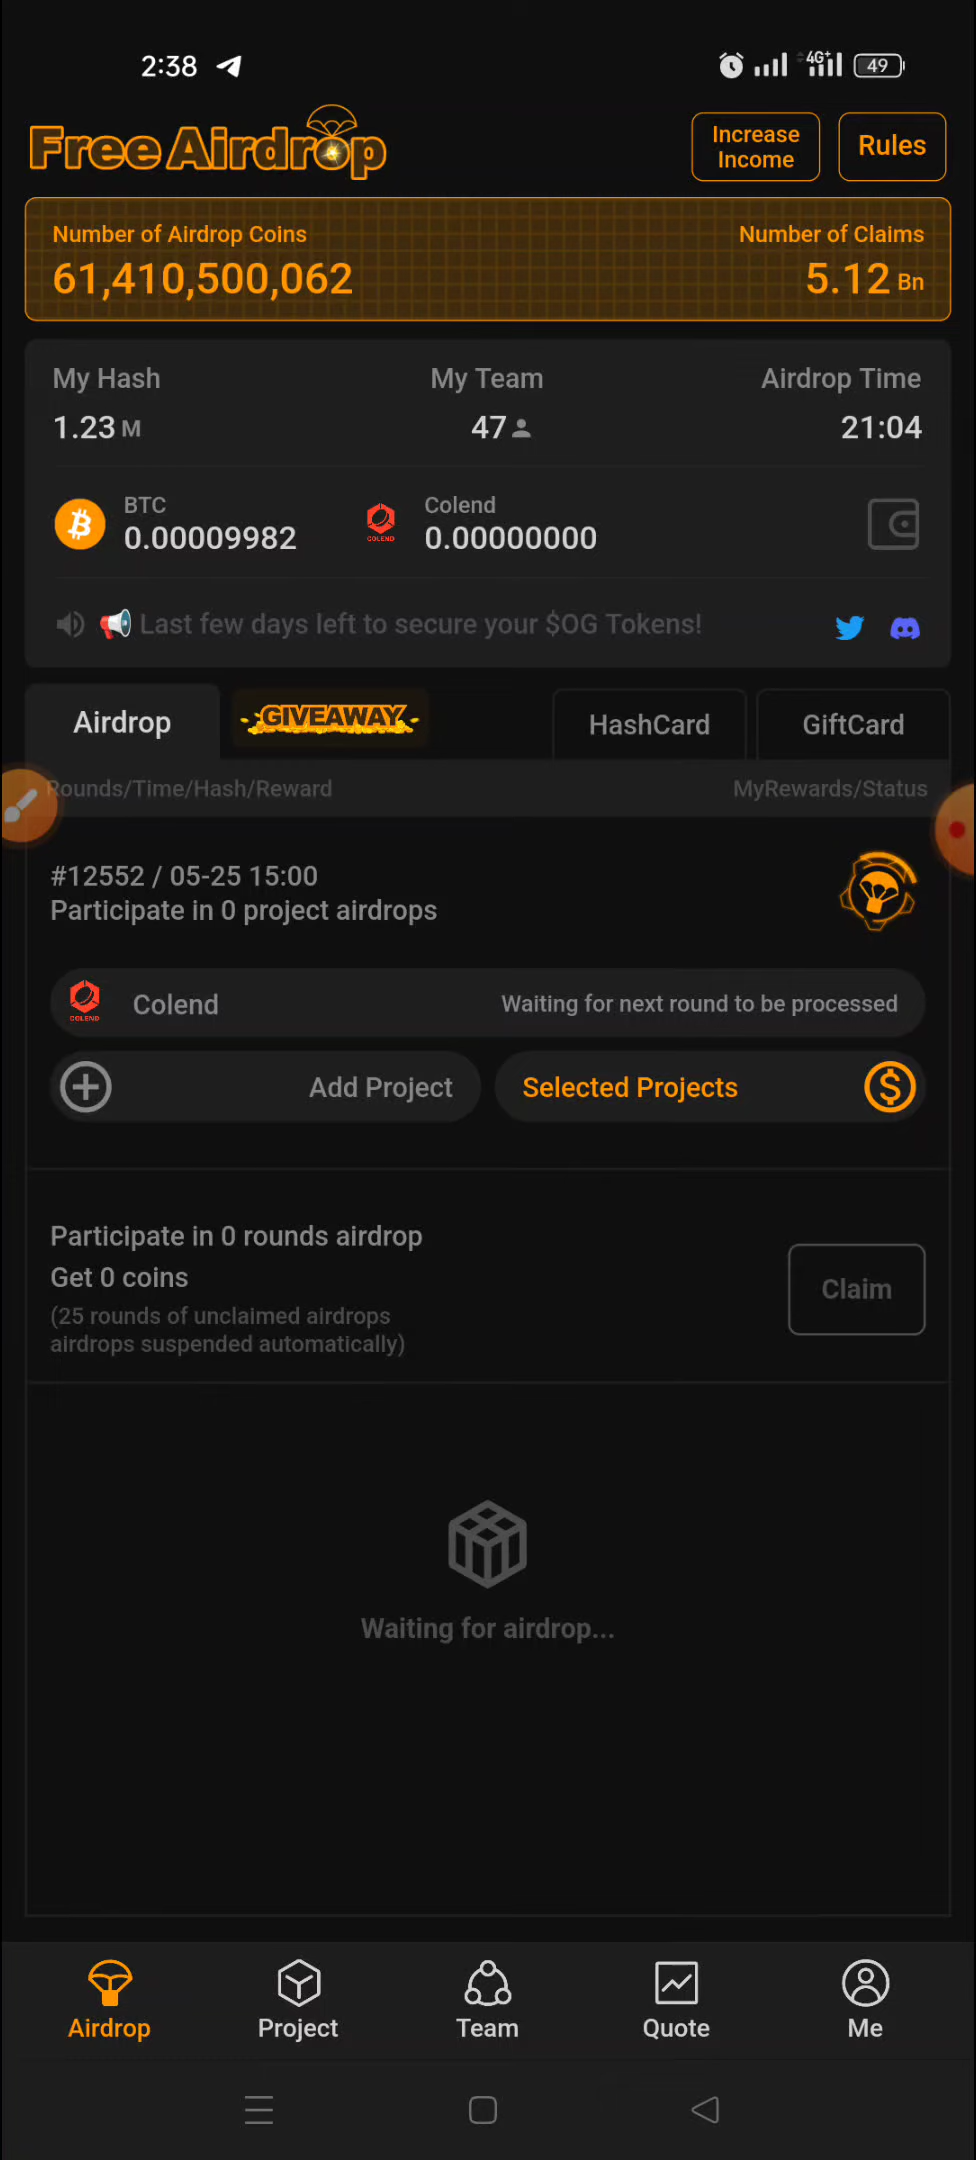 2:38
4G+
49
Free Airdrop
Increase Income
Rules
Number of Airdrop Coins
Number of Claims
61,410,500,062
5.12 Bn
My Hash
My Team
Airdrop Time
1.23 M
47
21:04
BTC
0.00009982
COLEND
Colend
0.00000000
Last few days left to secure your $OG Tokens!
Airdrop
GIVEAWAY
HashCard
GiftCard
Rounds/Time/Hash/Reward
MyRewards/Status
#12552 / 05-25 15:00
Participate in 0 project airdrops
COLEND
Colend
Waiting for next round to be processed
Add Project
Selected Projects
Participate in 0 rounds airdrop
Get 0 coins
(25 rounds of unclaimed airdrops
airdrops suspended automatically)
Claim
Waiting for airdrop...
Airdrop
Project
Team
Quote
Me